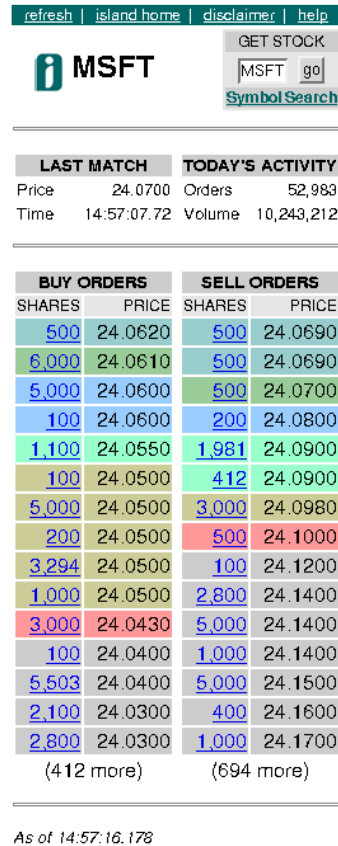 refresh | island home | disclaimer | help
MSFT
GET STOCK
MSFT go
Symbol Search
LAST MATCH TODAY'S ACTIVITY
Price 24.0700 Orders 52,983
Time 14:57:07.72 Volume 10,243,212
BUY ORDERS SELL ORDERS
SHARES PRICE SHARES PRICE
500 24.0620 500 24.0690
6,000 24.0610 500 24.0690
5,000 24.0600 500 24.0700
100 24.0600 200 24.0800
1,100 24.0550 1,981 24.0900
100 24.0500 412 24.0900
5,000 24.0500 3,000 24.0980
200 24.0500 500 24.1000
3,294 24.0500 100 24.1200
1,000 24.0500 2,800 24.1400
3,000 24.0430 5,000 24.1400
100 24.0400 1,000 24.1400
5,503 24.0400 5,000 24.1500
2,100 24.0300 400 24.1600
2,800 24.0300 1,000 24.1700
(412 more) (694 more)
As of 14:57:16.178